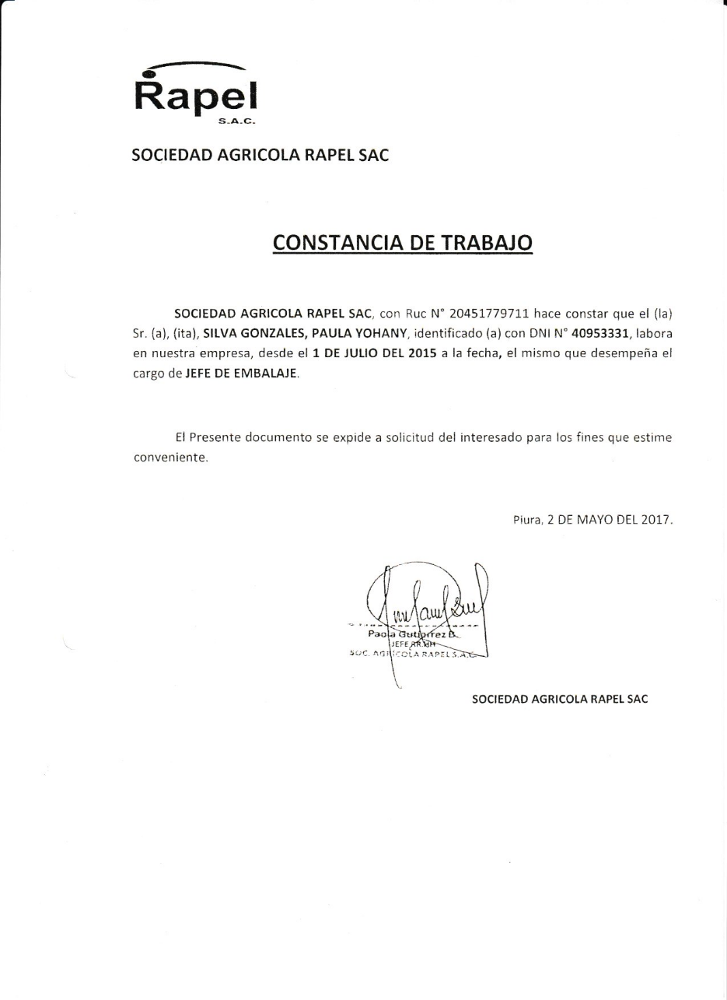 Rapel
S.A.C.
SOCIEDAD AGRICOLA RAPEL SAC
CONSTANCIA DE TRABAJO
SOCIEDAD AGRICOLA RAPEL SAC, con Ruc N° 20451779711 hace constar que el (la)
Sr. (a), (ita), SILVA GONZALES, PAULA YOHANY, identificado (a) con DNI N° 40953331, labora
en nuestra empresa, desde el 1 DE JULIO DEL 2015 a la fecha, el mismo que desempeña el
cargo de JEFE DE EMBALAJE.
El Presente documento se expide a solicitud del interesado para los fines que estime
conveniente.
Piura, 2 DE MAYO DEL 2017.
Paola Gutierrez B.
JEFE RR.HH
SOC. AGRICOLA RAPEL S.A.C.
SOCIEDAD AGRICOLA RAPEL SAC